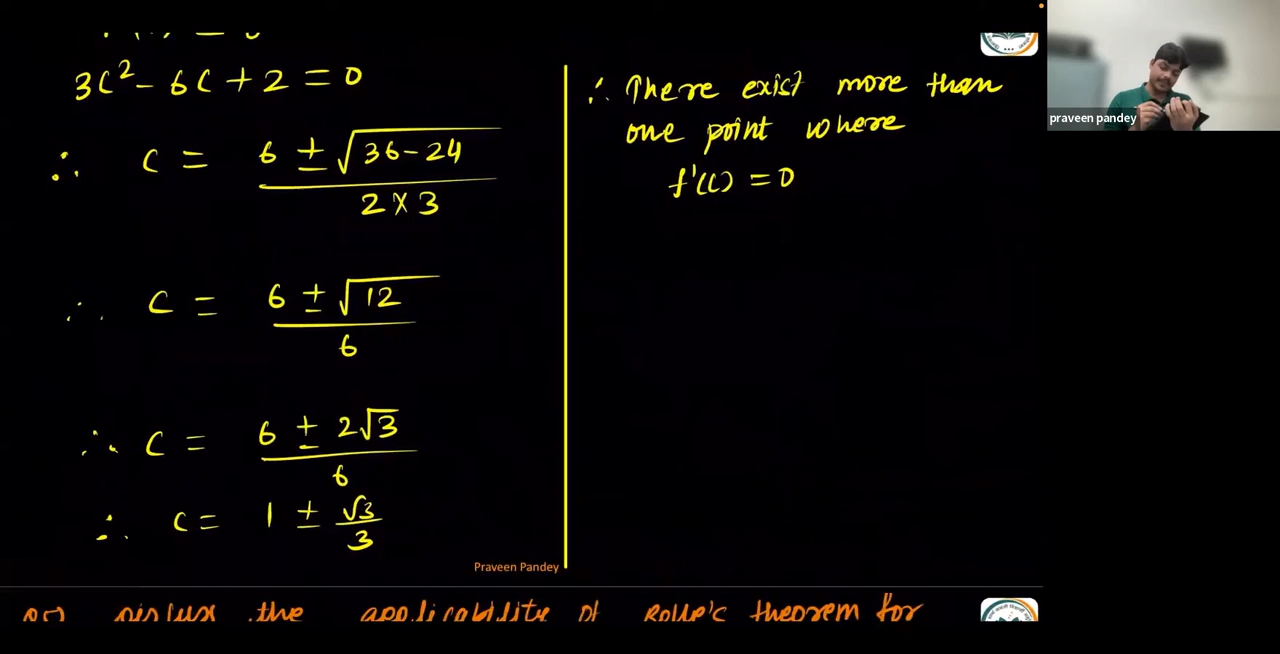 3c² - 6c + 2 = 0
∴ c = 6 ± √36-24 / 2 × 3
∴ c = 6 ± √12 / 6
∴ c = 6 ± 2√3 / 6
∴ c = 1 ± √3 / 3
∴ There exist more than
one point where
f'(c) = 0
praveen pandey
Praveen Pandey
the applicability of Rolle's theorem for